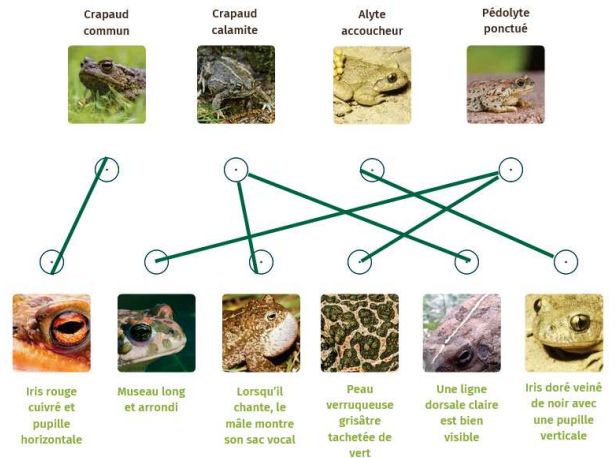 Crapaud
commun
Crapaud
calamite
Alyte
accoucheur
Pédolyte
ponctué
Iris rouge
cuivré et
pupille
horizontale
Museau long
et arrondi
Lorsqu'il
chante, le
mâle montre
son sac vocal
Peau
verruqueuse
grisâtre
tachetée de
vert
Une ligne
dorsale claire
est bien
visible
Iris doré veiné
de noir avec
une pupille
verticale